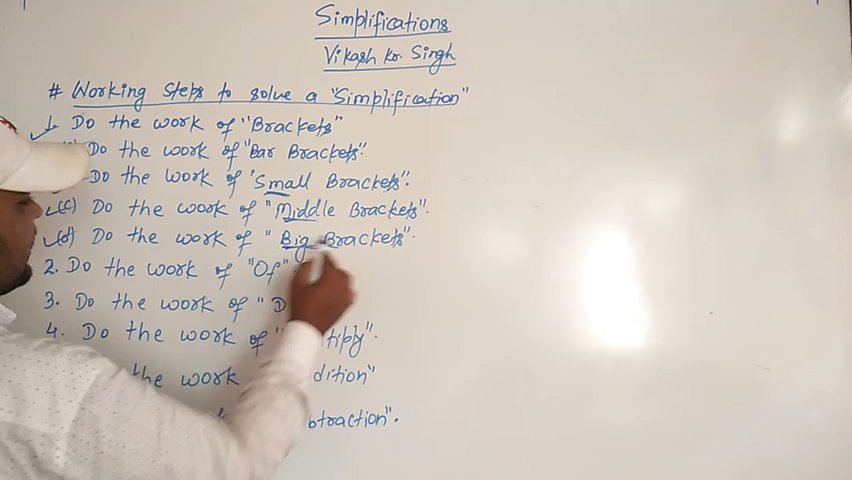 Simplifications
Vikash Kr. Singh
# Working Steps to solve a "Simplification"
1. Do the work of "Brackets"
Do the work of "Bar Brackets".
Do the work of "Small Brackets".
(c) Do the work of "Middle Brackets".
(d) Do the work of "Big Brackets".
2. Do the work of "Of"
3. Do the work of "D
4. Do the work of "tiply".
the work dition"
btraction".